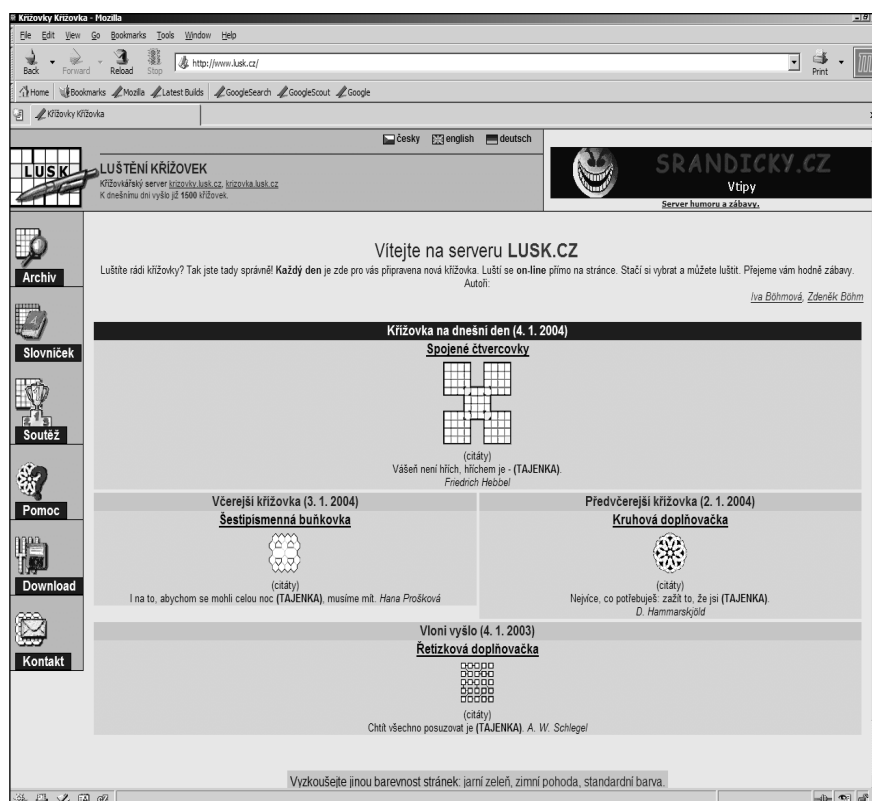 Křížovky Křížovka - Mozilla
File Edit View Go Bookmarks Tools Window Help
Back Forward Reload Stop http://www.lusk.cz/ Print
Home Bookmarks Mozilla Latest Builds GoogleSearch GoogleScout Google
Křížovky Křížovka
česky english deutsch
LUSK
LUŠTĚNÍ KŘÍŽOVEK
Křížovkářský server krizovky.lusk.cz, krizovka.lusk.cz
K dnešnímu dni vyšlo již 1500 křížovek.
SRANDICKY.CZ
Vtipy
Server humoru a zábavy.
Archiv
Slovníček
Soutěž
Pomoc
Download
Kontakt
Vítejte na serveru LUSK.CZ
Luštíte rádi křížovky? Tak jste tady správně! Každý den je zde pro vás připravena nová křížovka. Luští se on-line přímo na stránce. Stačí si vybrat a můžete luštit. Přejeme vám hodně zábavy.
Autoři:
Iva Böhmová, Zdeněk Böhm
Křížovka na dnešní den (4. 1. 2004)
Spojené čtvercovky
(citáty)
Vášeň není hřích, hříchem je - (TAJENKA).
Friedrich Hebbel
Včerejší křížovka (3. 1. 2004)
Šestipísmenná buňkovka
(citáty)
I na to, abychom se mohli celou noc (TAJENKA), musíme mít. Hana Prošková
Předvčerejší křížovka (2. 1. 2004)
Kruhová doplňovačka
(citáty)
Nejvíce, co potřebuješ: zažít to, že jsi (TAJENKA).
D. Hammarskjöld
Vloni vyšlo (4. 1. 2003)
Řetízková doplňovačka
(citáty)
Chtít všechno posuzovat je (TAJENKA). A. W. Schlegel
Vyzkoušejte jinou barevnost stránek: jarní zeleň, zimní pohoda, standardní barva.